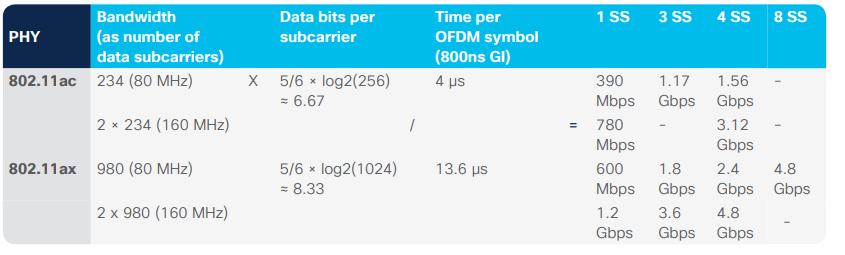 PHY Bandwidth (as number of data subcarriers) Data bits per subcarrier Time per OFDM symbol (800ns GI) 1 SS 3 SS 4 SS 8 SS
802.11ac 234 (80 MHz) X 5/6 × log2(256) ≈ 6.67 4 µs 390 Mbps 1.17 Gbps 1.56 Gbps –
2 × 234 (160 MHz) / = 780 Mbps – 3.12 Gbps –
802.11ax 980 (80 MHz) 5/6 × log2(1024) ≈ 8.33 13.6 µs 600 Mbps 1.8 Gbps 2.4 Gbps 4.8 Gbps
2 x 980 (160 MHz) 1.2 Gbps 3.6 Gbps 4.8 Gbps –